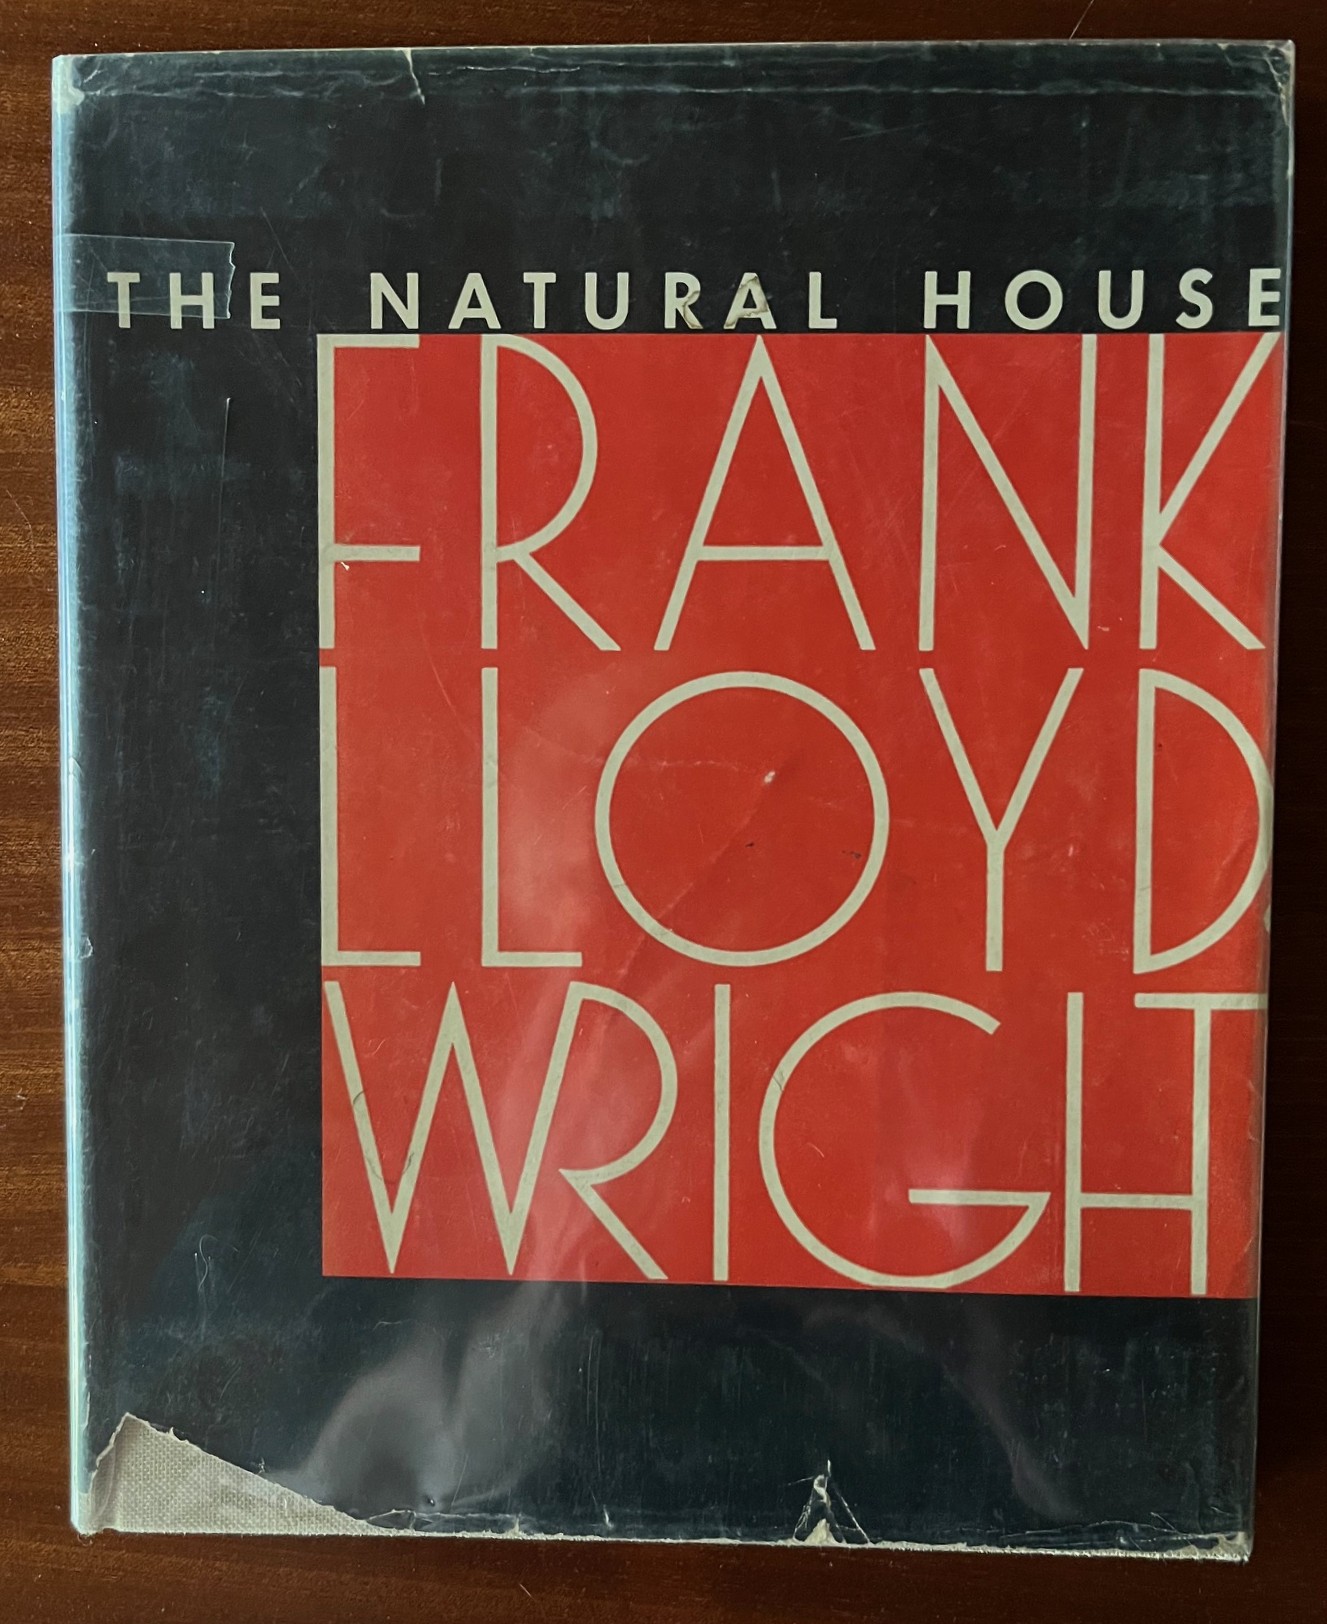 THE NATURAL HOUSE
FRANK
LLOYD
WRIGHT